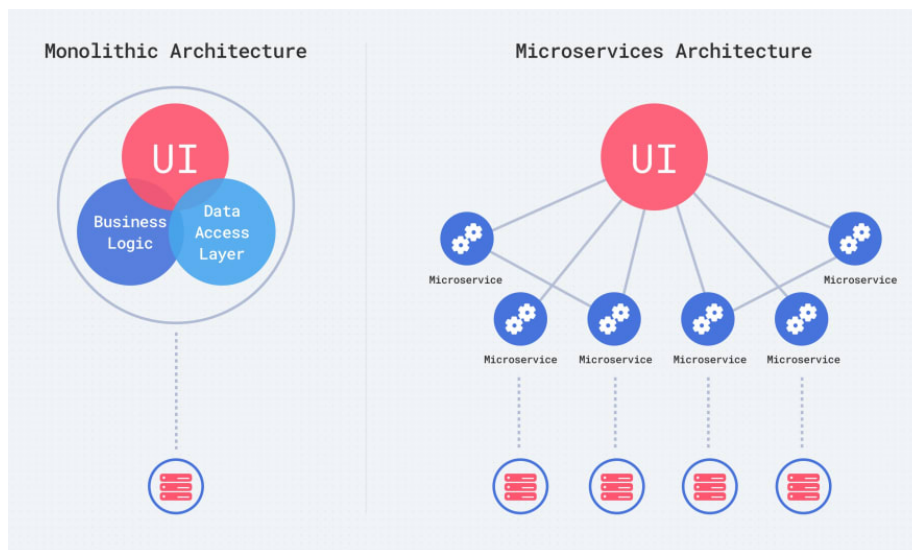 Monolithic Architecture
UI
Business
Logic
Data
Access
Layer
Microservices Architecture
UI
Microservice
Microservice
Microservice
Microservice
Microservice
Microservice